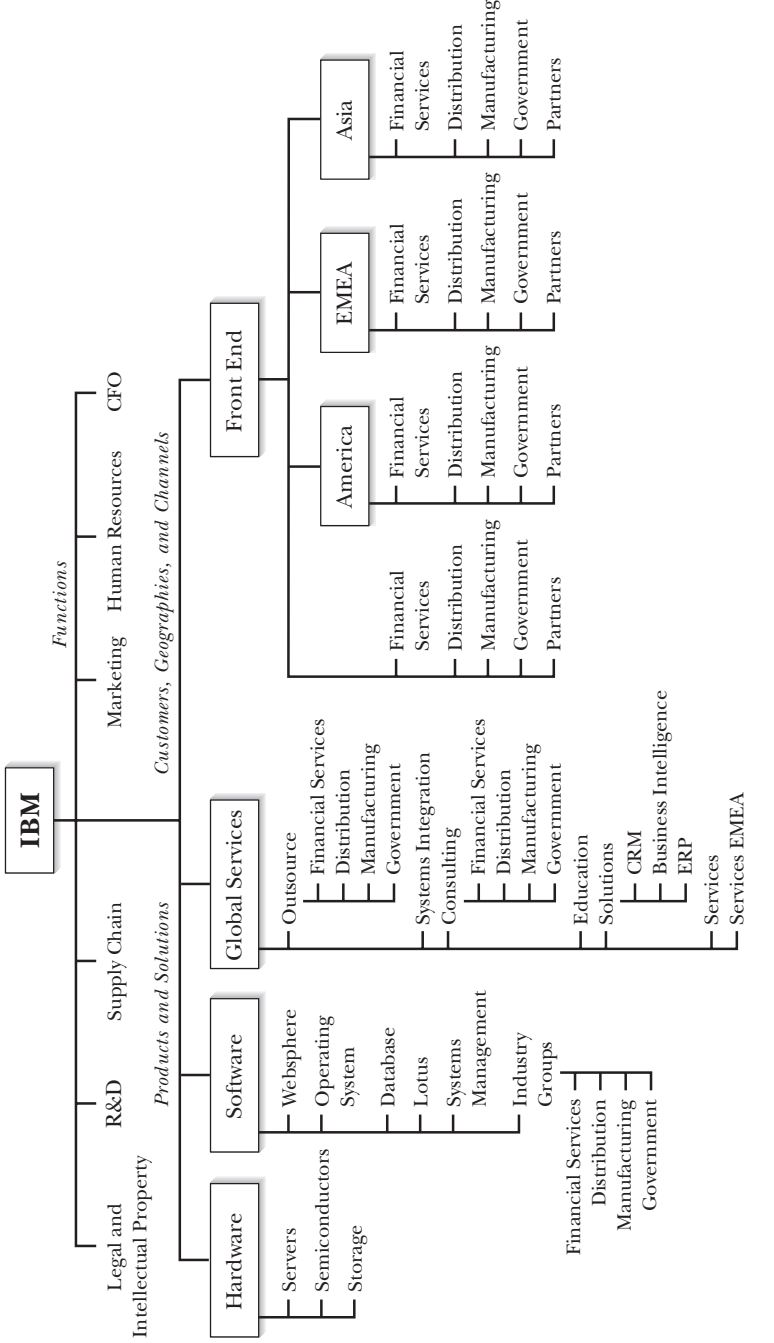 IBM
Functions
Legal and
Intellectual Property
R&D
Supply Chain
Marketing
Human Resources
CFO
Products and Solutions
Customers, Geographies, and Channels
Hardware
Servers
Semiconductors
Storage
Software
Websphere
Operating
System
Database
Lotus
Systems
Management
Industry
Groups
Financial Services
Distribution
Manufacturing
Government
Global Services
Outsource
Financial Services
Distribution
Manufacturing
Government
Systems Integration
Consulting
Financial Services
Distribution
Manufacturing
Government
Education
Solutions
CRM
Business Intelligence
ERP
Services
Services EMEA
Front End
Financial
Services
Distribution
Manufacturing
Government
Partners
America
Financial
Services
Distribution
Manufacturing
Government
Partners
EMEA
Financial
Services
Distribution
Manufacturing
Government
Partners
Asia
Financial
Services
Distribution
Manufacturing
Government
Partners